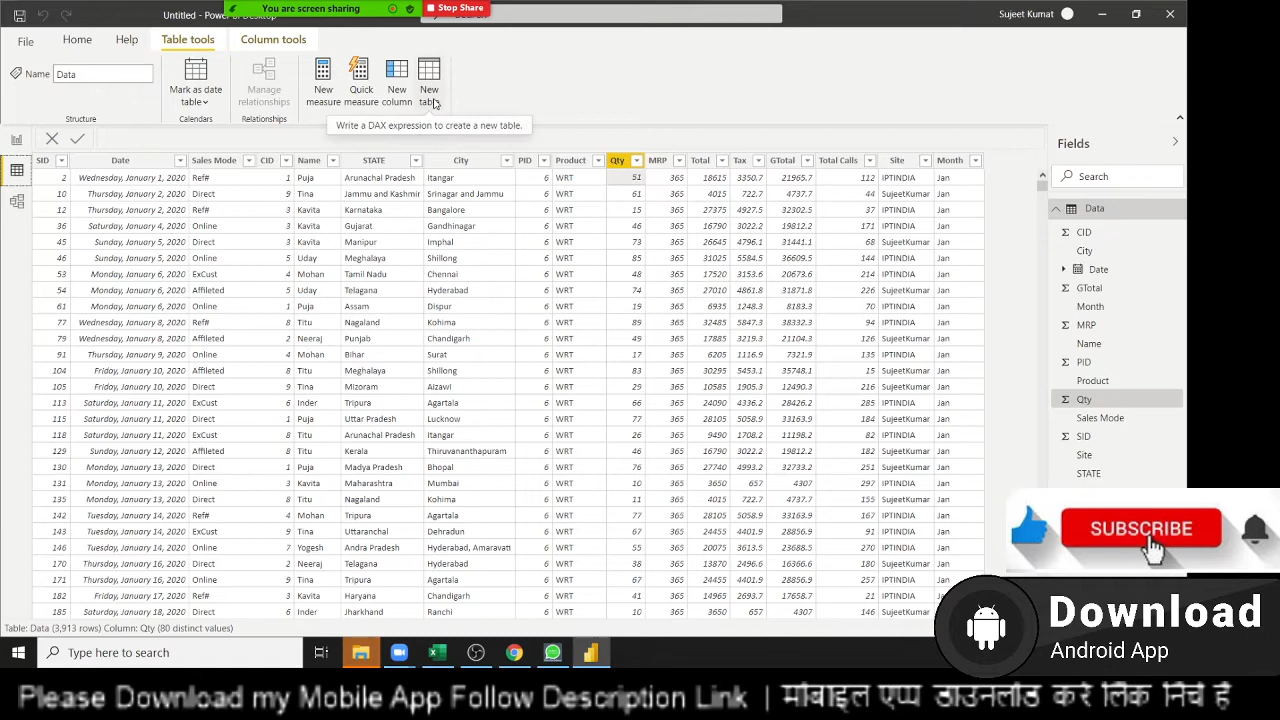 You are screen sharing
Stop Share
Untitled - Power BI Desktop
Sujeet Kumat
File Home Help Table tools Column tools
Name Data
Mark as date table
Manage relationships
New measure
Quick measure
New column
New table
Structure Calendars Relationships
Write a DAX expression to create a new table.
SID Date Sales Mode CID Name STATE City PID Product Qty MRP Total Tax GTotal Total Calls Site Month
2 Wednesday, January 1, 2020 Ref# 1 Puja Arunachal Pradesh Itangar 6 WRT 51 365 18615 3350.7 21965.7 112 IPTINDIA Jan
10 Thursday, January 2, 2020 Direct 9 Tina Jammu and Kashmir Srinagar and Jammu 6 WRT 61 365 4015 722.7 4737.7 44 SujeetKumar Jan
12 Thursday, January 2, 2020 Ref# 3 Kavita Karnataka Bangalore 6 WRT 15 365 27375 4927.5 32302.5 37 IPTINDIA Jan
36 Saturday, January 4, 2020 Online 3 Kavita Gujarat Gandhinagar 6 WRT 46 365 16790 3022.2 19812.2 171 IPTINDIA Jan
45 Sunday, January 5, 2020 Direct 3 Kavita Manipur Imphal 6 WRT 73 365 26645 4796.1 31441.1 68 SujeetKumar Jan
46 Sunday, January 5, 2020 Online 5 Uday Meghalaya Shillong 6 WRT 85 365 31025 5584.5 36609.5 144 IPTINDIA Jan
53 Monday, January 6, 2020 ExCust 4 Mohan Tamil Nadu Chennai 6 WRT 48 365 17520 3153.6 20673.6 214 IPTINDIA Jan
54 Monday, January 6, 2020 Affileted 5 Uday Telagana Hyderabad 6 WRT 74 365 27010 4861.8 31871.8 226 SujeetKumar Jan
61 Monday, January 6, 2020 Online 1 Puja Assam Dispur 6 WRT 19 365 6935 1248.3 8183.3 70 IPTINDIA Jan
77 Wednesday, January 8, 2020 Ref# 8 Titu Nagaland Kohima 6 WRT 89 365 32485 5847.3 38332.3 94 IPTINDIA Jan
79 Wednesday, January 8, 2020 Affileted 2 Neeraj Punjab Chandigarh 6 WRT 49 365 17885 3219.3 21104.3 126 SujeetKumar Jan
91 Thursday, January 9, 2020 Online 4 Mohan Bihar Surat 6 WRT 17 365 6205 1116.9 7321.9 135 IPTINDIA Jan
104 Friday, January 10, 2020 Affileted 8 Titu Meghalaya Shillong 6 WRT 83 365 30295 5453.1 35748.1 15 SujeetKumar Jan
105 Friday, January 10, 2020 Direct 9 Tina Mizoram Aizawi 6 WRT 29 365 10585 1905.3 12490.3 216 SujeetKumar Jan
113 Saturday, January 11, 2020 ExCust 6 Inder Tripura Agartala 6 WRT 66 365 24090 4336.2 28426.2 285 IPTINDIA Jan
115 Saturday, January 11, 2020 Direct 1 Puja Uttar Pradesh Lucknow 6 WRT 77 365 28105 5058.9 33163.9 184 SujeetKumar Jan
118 Saturday, January 11, 2020 ExCust 8 Titu Arunachal Pradesh Itangar 6 WRT 26 365 9490 1708.2 11198.2 82 IPTINDIA Jan
129 Sunday, January 12, 2020 Affileted 8 Titu Kerala Thiruvananthapuram 6 WRT 46 365 16790 3022.2 19812.2 182 IPTINDIA Jan
130 Monday, January 13, 2020 Direct 1 Puja Madya Pradesh Bhopal 6 WRT 76 365 27740 4993.2 32733.2 251 IPTINDIA Jan
131 Monday, January 13, 2020 Online 3 Kavita Maharashtra Mumbai 6 WRT 10 365 3650 657 4307 297 IPTINDIA Jan
135 Monday, January 13, 2020 Direct 8 Titu Nagaland Kohima 6 WRT 11 365 4015 722.7 4737.7 155 SujeetKumar Jan
142 Tuesday, January 14, 2020 Ref# 4 Mohan Tripura Agartala 6 WRT 77 365 28105 5058.9 33163.9 167 IPTINDIA Jan
143 Tuesday, January 14, 2020 ExCust 9 Tina Uttaranchal Dehradun 6 WRT 67 365 24455 4401.9 28856.9 91 IPTINDIA Jan
146 Tuesday, January 14, 2020 Online 7 Yogesh Andhra Pradesh Hyderabad, Amaravati 6 WRT 55 365 20075 3613.5 23688.5 270 IPTINDIA Jan
170 Tuesday, January 14, 2020 Direct 2 Neeraj Telagana Hyderabad 6 WRT 38 365 13870 2496.6 16366.6 180 SujeetKumar Jan
171 Tuesday, January 14, 2020 Online 9 Tina Tripura Agartala 6 WRT 67 365 24455 4401.9 28856.9 257 IPTINDIA Jan
182 Friday, January 17, 2020 Ref# 3 Kavita Haryana Chandigarh 6 WRT 41 365 14965 2693.7 17658.7 21 IPTINDIA Jan
185 Saturday, January 18, 2020 Direct 6 Inder Jharkhand Ranchi 6 WRT 10 365 3650 657 4307 146 SujeetKumar Jan
Table: Data (3,913 rows) Column: Qty (80 distinct values)
Fields
Search
Data
CID
City
Date
GTotal
Month
MRP
Name
PID
Product
Qty
Sales Mode
SID
Site
STATE
SUBSCRIBE
Download
Android App
Type here to search
Please Download my Mobile App Follow Description Link | मोबाइल एप्प डाउनलोड करे लिंक निचे है